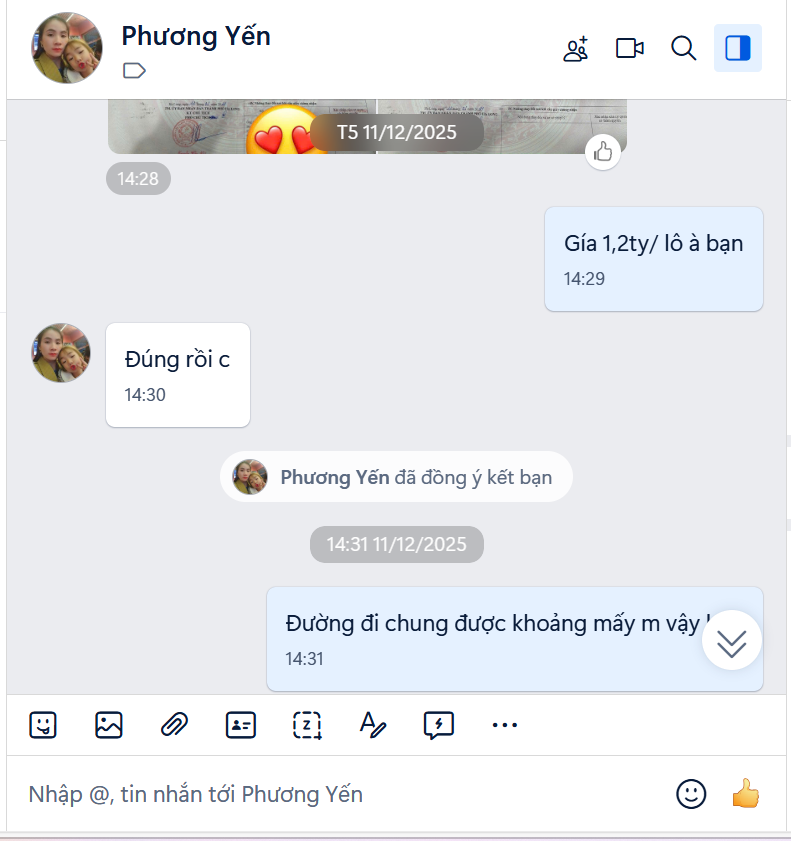 Phương Yến
T5 11/12/2025
14:28
Gía 1,2ty/ lô à bạn
14:29
Đúng rồi c
14:30
Phương Yến đã đồng ý kết bạn
14:31 11/12/2025
Đường đi chung được khoảng mấy m vậy
14:31
Nhập @, tin nhắn tới Phương Yến